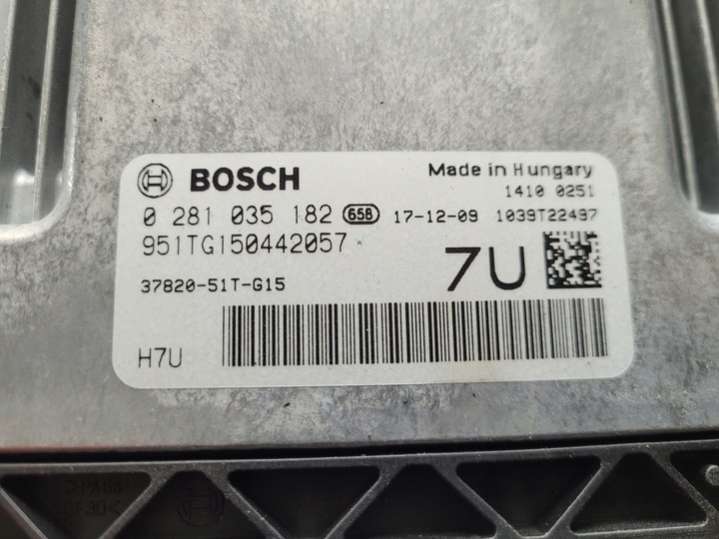 BOSCH
Made in Hungary
1410 0251
0 281 035 182 658 17-12-09 1039T22497
951TG150442057
7U
37820-51T-G15
H7U